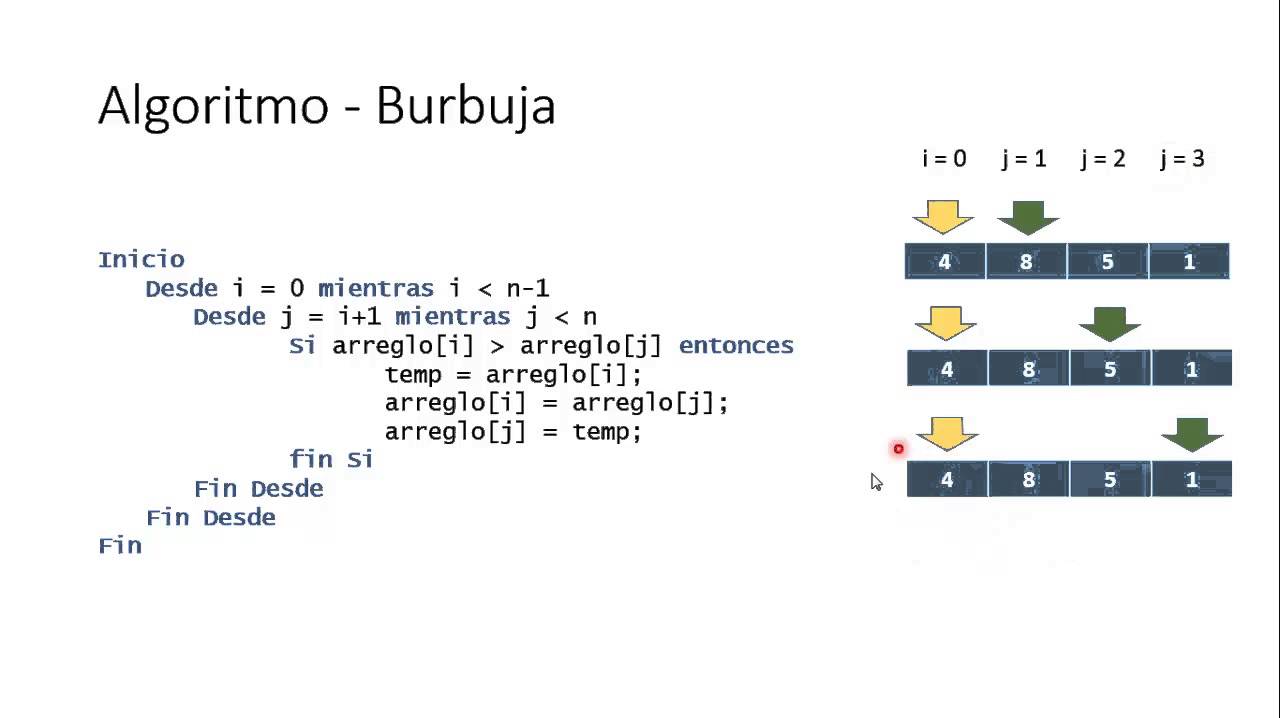 Algoritmo - Burbuja
i = 0 j = 1 j = 2 j = 3
4 8 5 1
4 8 5 1
4 8 5 1
Inicio
Desde i = 0 mientras i < n-1
Desde j = i+1 mientras j < n
Si arreglo[i] > arreglo[j] entonces
temp = arreglo[i];
arreglo[i] = arreglo[j];
arreglo[j] = temp;
fin Si
Fin Desde
Fin Desde
Fin